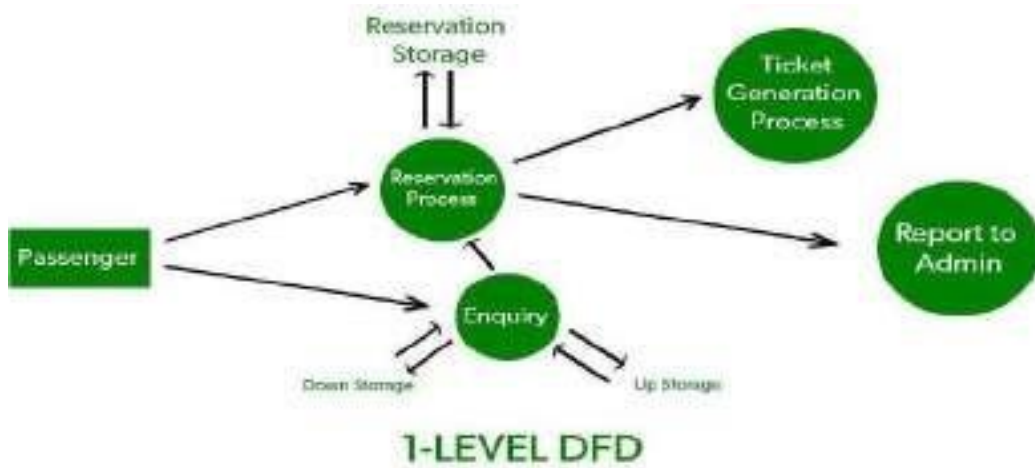 Reservation
Storage
Ticket
Generation
Process
Reservation
Process
Passenger
Report to
Admin
Enquiry
Down Storage
Up Storage
1-LEVEL DFD